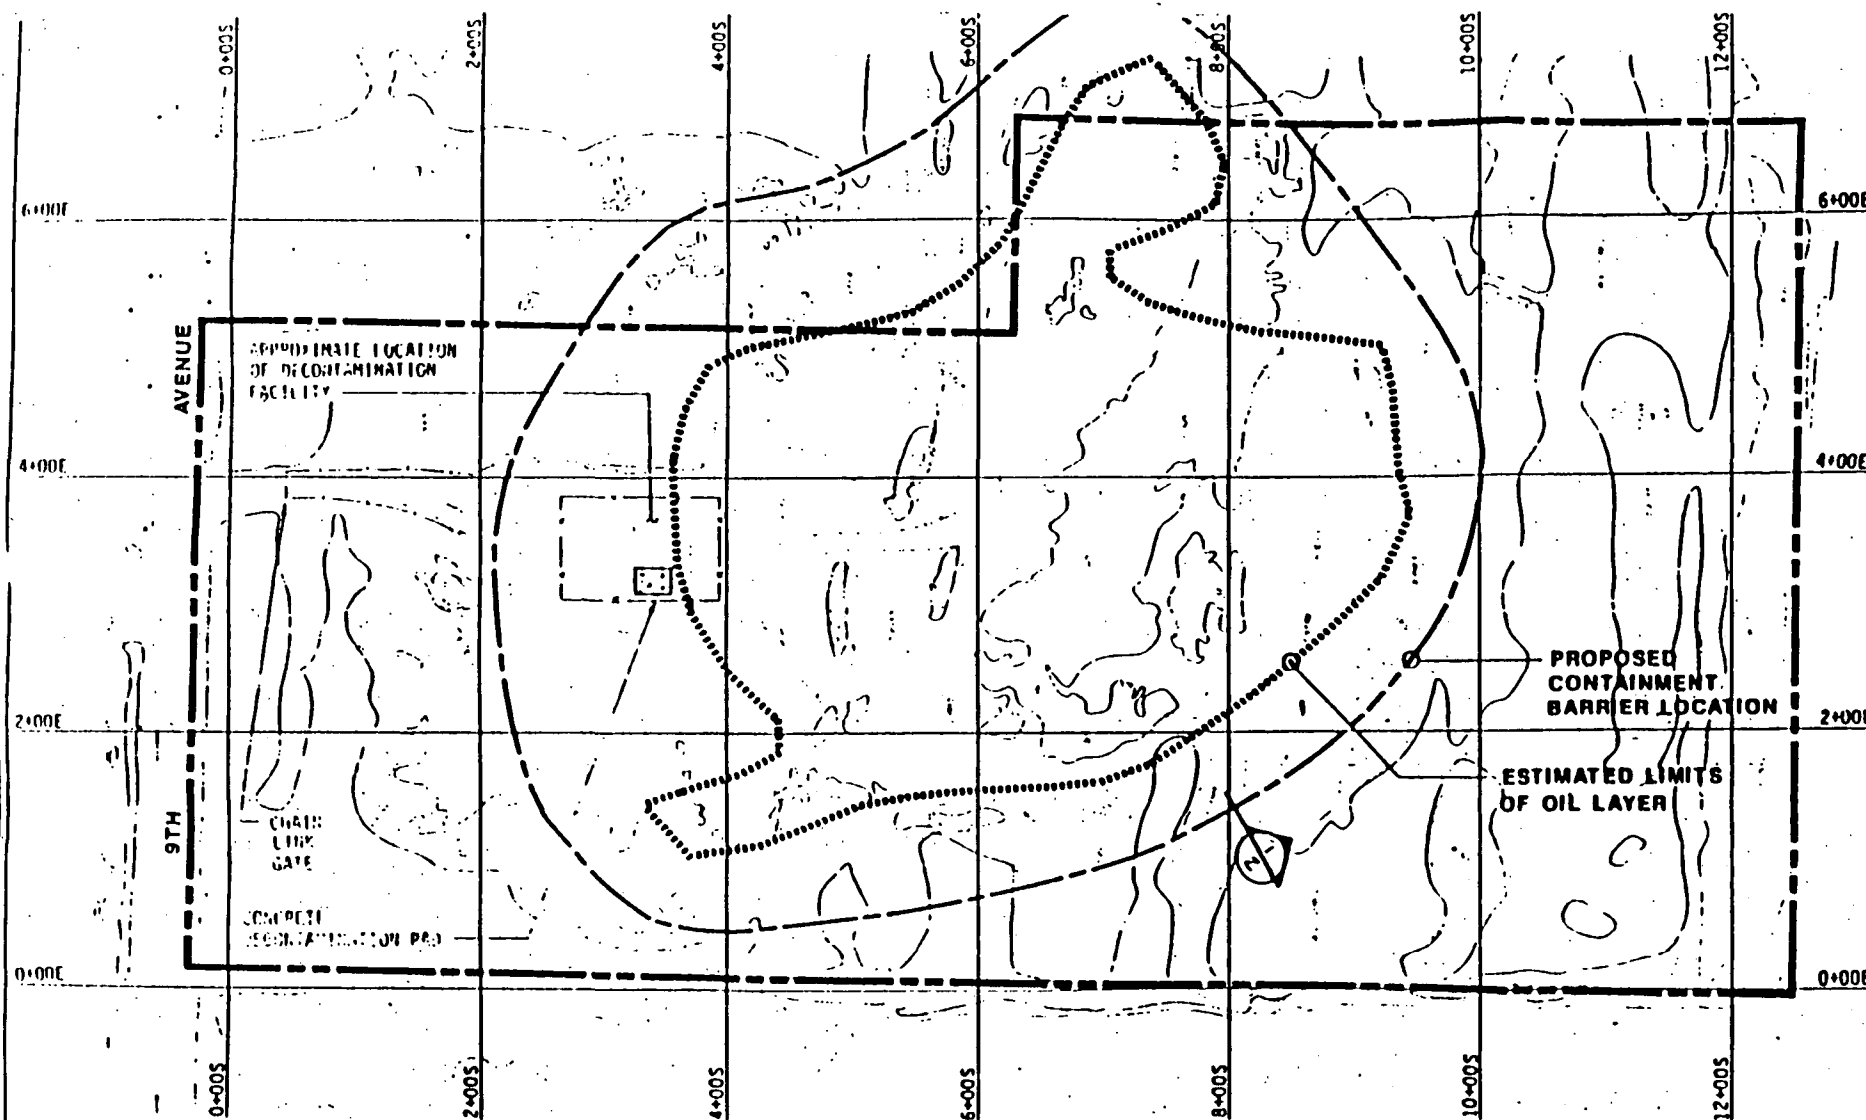 0+00S
2+00S
4+00S
6+00S
8+00S
10+00S
12+00S
6+00E
6+00E
AVENUE
APPROXIMATE LOCATION
OF DECONTAMINATION
FACILITY
4+00E
4+00E
PROPOSED
CONTAINMENT
BARRIER LOCATION
2+00E
2+00E
ESTIMATED LIMITS
OF OIL LAYER
9TH
CHAIN
LINK
GATE
N
CONCRETE
DECONTAMINATION PAD
0+00E
0+00E
0+00S
2+00S
4+00S
6+00S
8+00S
10+00S
12+00S